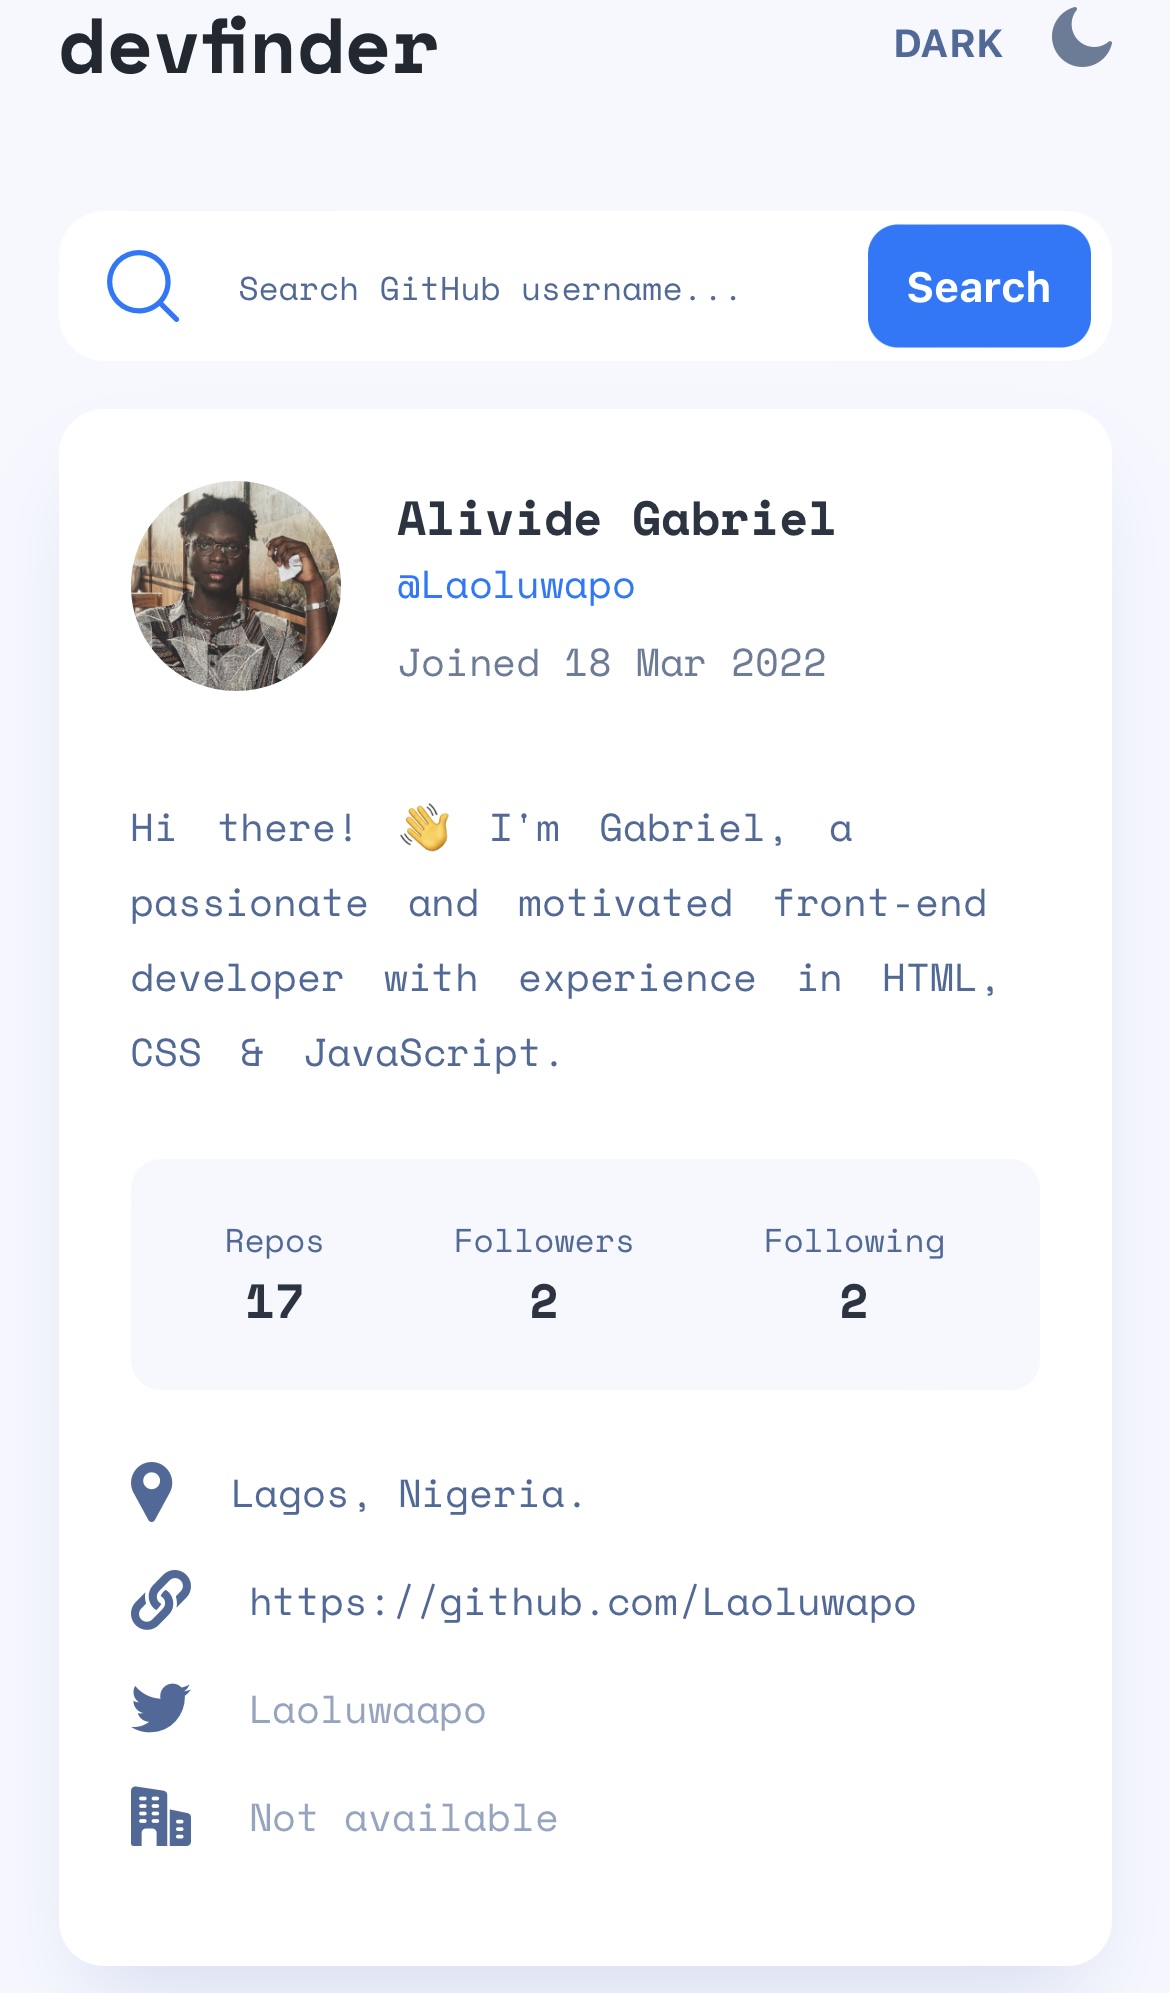 devfinder
DARK
Search GitHub username...
Search
Alivide Gabriel
@Laoluwapo
Joined 18 Mar 2022
Hi there! 👋 I'm Gabriel, a
passionate and motivated front-end
developer with experience in HTML,
CSS & JavaScript.
Repos Followers Following
17 2 2
Lagos, Nigeria.
https://github.com/Laoluwapo
Laoluwaapo
Not available